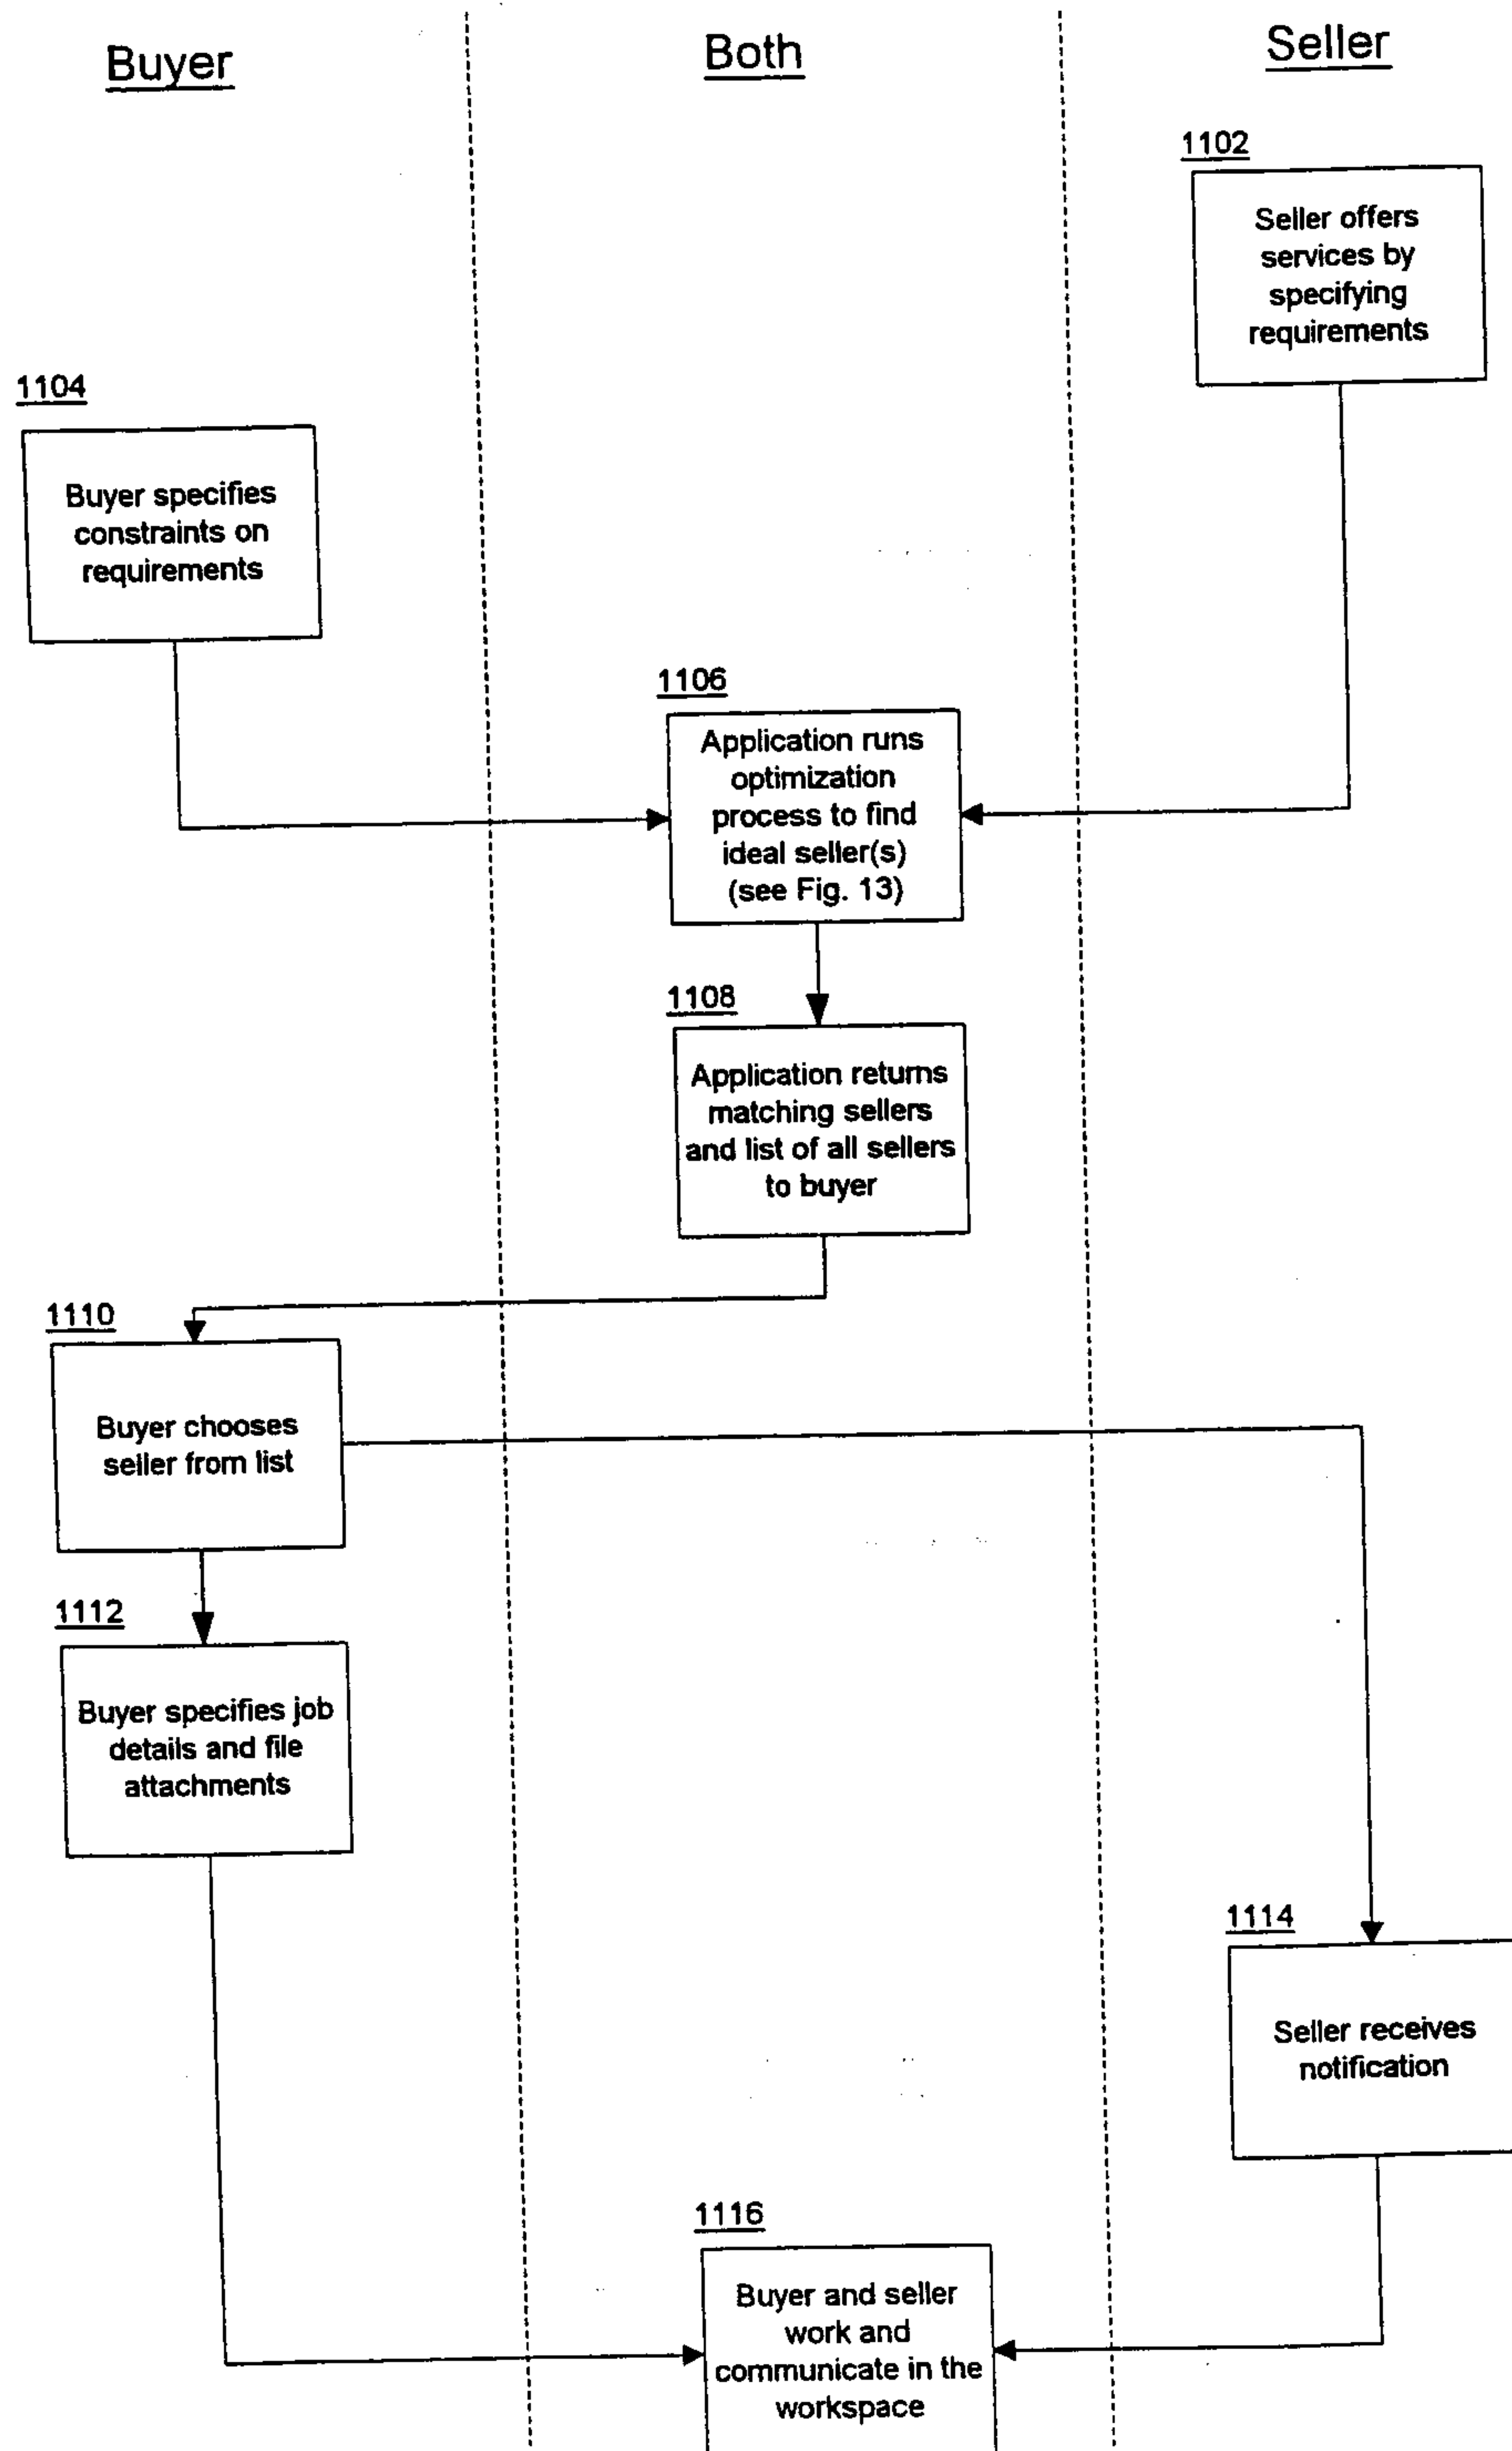 Buyer
Both
Seller
1102
Seller offers
services by
specifying
requirements
1104
Buyer specifies
constraints on
requirements
1106
Application runs
optimization
process to find
ideal seller(s)
(see Fig. 13)
1108
Application returns
matching sellers
and list of all sellers
to buyer
1110
Buyer chooses
seller from list
1112
Buyer specifies job
details and file
attachments
1114
Seller receives
notification
1116
Buyer and seller
work and
communicate in the
workspace